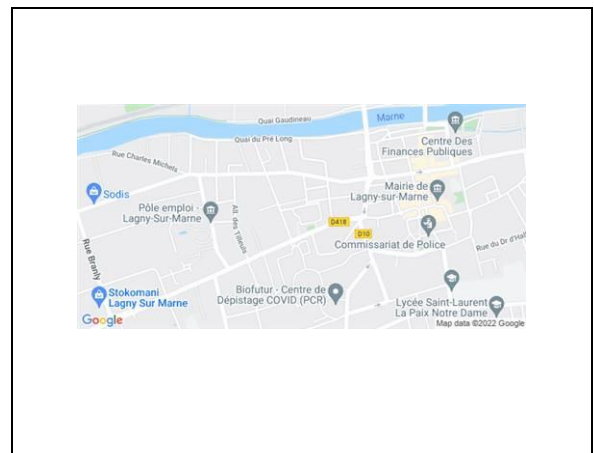 Quai Gaudineau
Marne
Quai du Pré Long
Centre Des
Finances Publiques
Rue Charles Michels
Sodis
Mairie de
Lagny-sur-Marne
Pôle emploi -
Lagny-Sur-Marne
All. des Tilleuls
D418
D10
Commissariat de Police
Rue du Dr d'Hal
Rue Branly
Stokomani
Lagny Sur Marne
Biofutur - Centre de
Dépistage COVID (PCR)
Lycée Saint-Laurent
La Paix Notre Dame
Google
Map data ©2022 Google